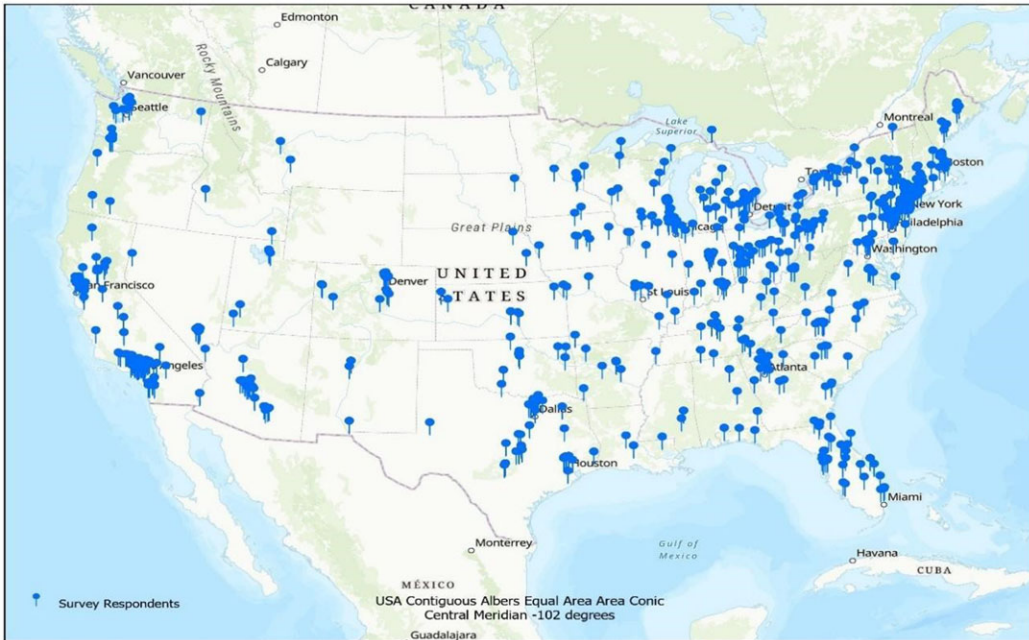 CANADA
Edmonton
Calgary
Rocky Mountains
Vancouver
Seattle
Lake
Superior
Montreal
Boston
Detroit
New York
Philadelphia
Washington
Great Plains
UNITED
STATES
Denver
San Francisco
Angeles
St Louis
Atlanta
Dallas
Houston
Miami
Monterrey
Gulf of
Mexico
Havana
CUBA
MÉXICO
Guadalajara
Survey Respondents
USA Contiguous Albers Equal Area Area Conic
Central Meridian -102 degrees